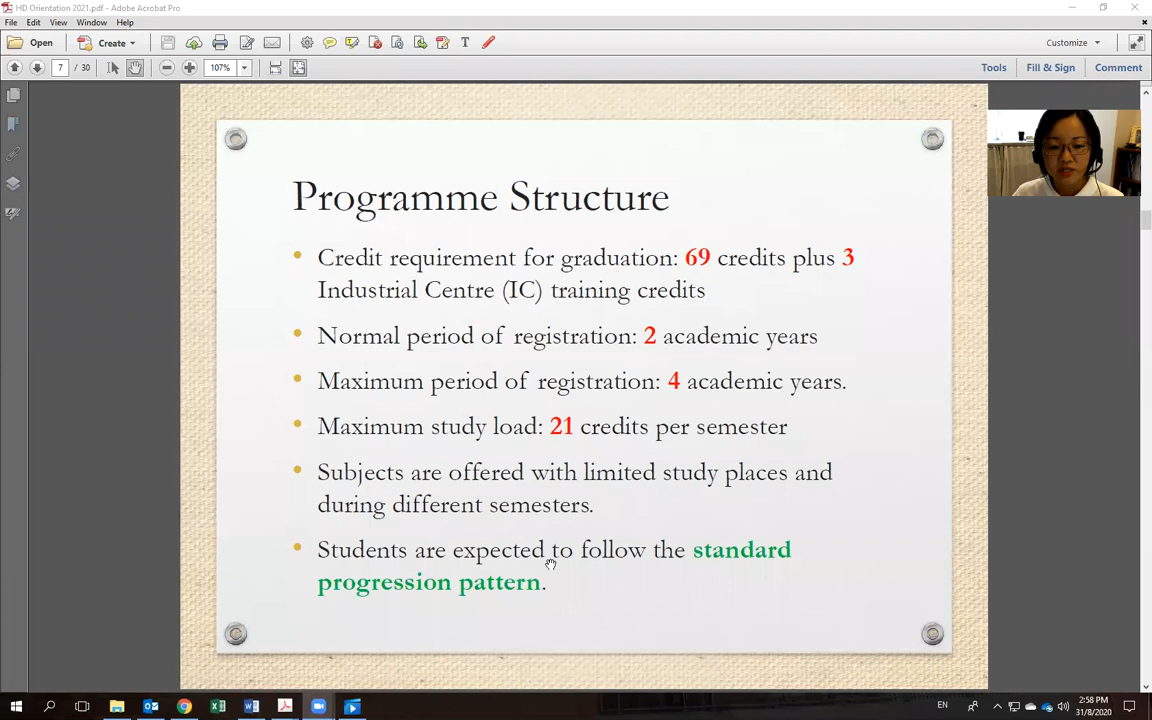 HD Orientation 2021.pdf - Adobe Acrobat Pro
File Edit View Window Help
Open Create Customize
7 / 30 107% Tools Fill & Sign Comment
Programme Structure
• Credit requirement for graduation: 69 credits plus 3
Industrial Centre (IC) training credits
• Normal period of registration: 2 academic years
• Maximum period of registration: 4 academic years.
• Maximum study load: 21 credits per semester
• Subjects are offered with limited study places and
during different semesters.
• Students are expected to follow the standard
progression pattern.
EN
2:58 PM
31/8/2020